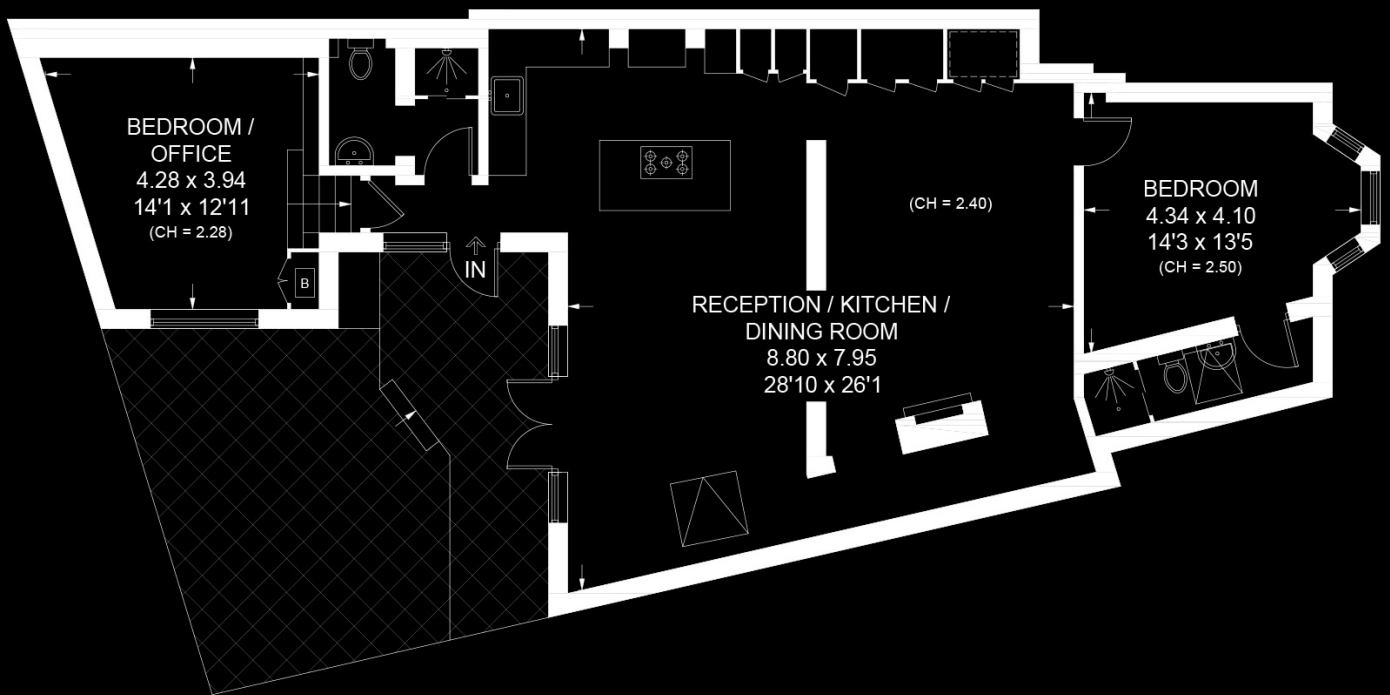 BEDROOM /
OFFICE
4.28 x 3.94
14'1 x 12'11
(CH = 2.28)
B
IN
(CH = 2.40)
RECEPTION / KITCHEN /
DINING ROOM
8.80 x 7.95
28'10 x 26'1
BEDROOM
4.34 x 4.10
14'3 x 13'5
(CH = 2.50)